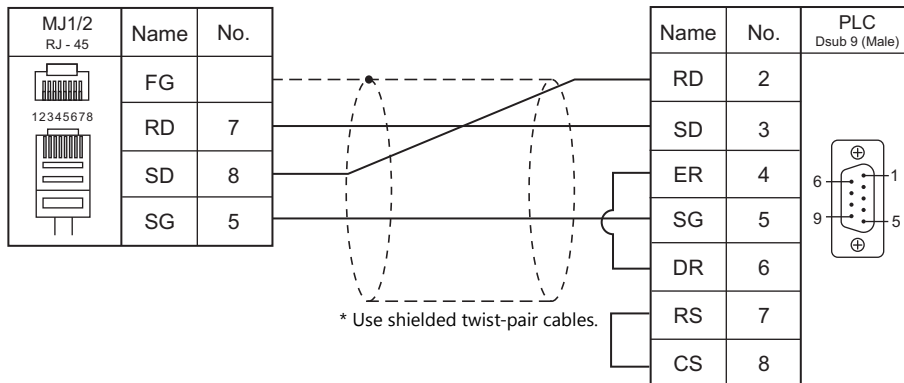 MJ1/2
RJ - 45
Name No.
FG
RD 7
SD 8
SG 5
12345678
* Use shielded twist-pair cables.
Name No.
PLC
Dsub 9 (Male)
RD 2
SD 3
ER 4
SG 5
DR 6
RS 7
CS 8
6 1
9 5